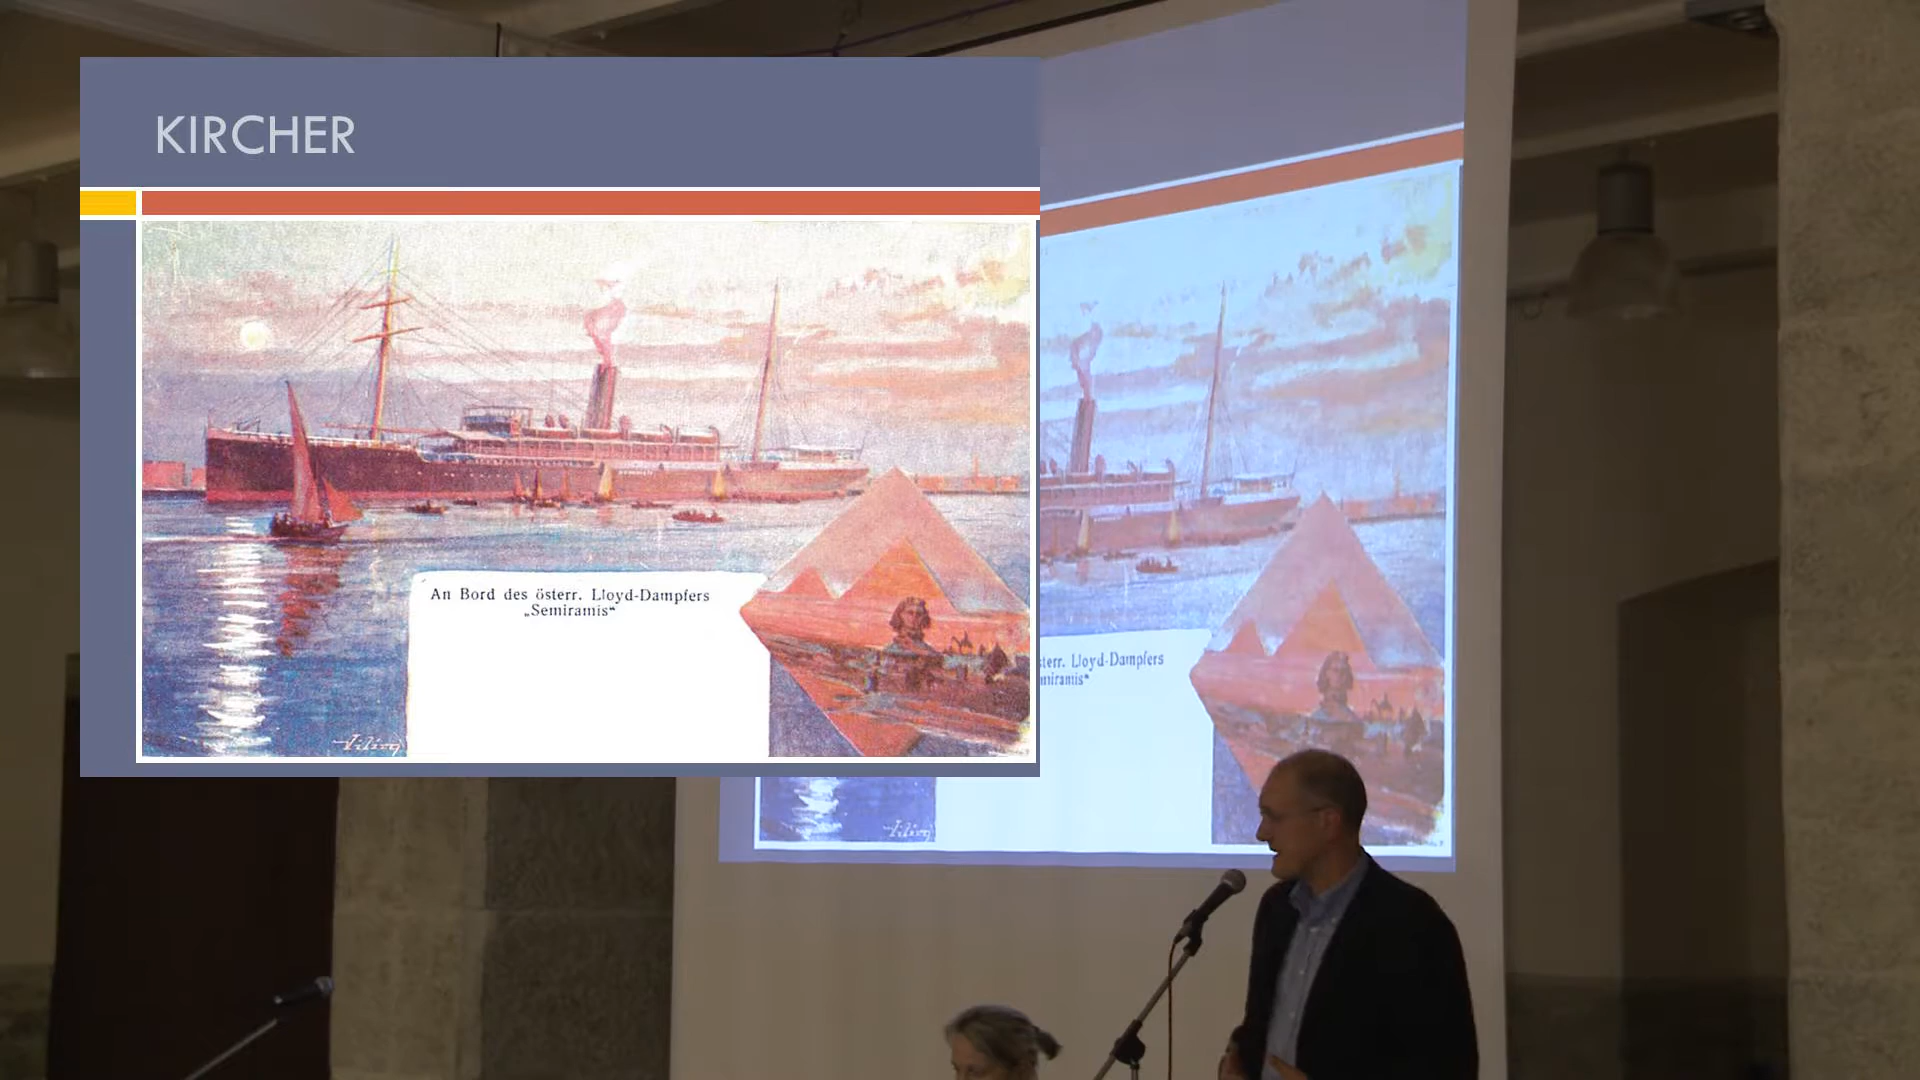 KIRCHER
An Bord des österr. Lloyd-Dampfers
„Semiramis“
sterr. Lloyd-Dampfers
miramis“